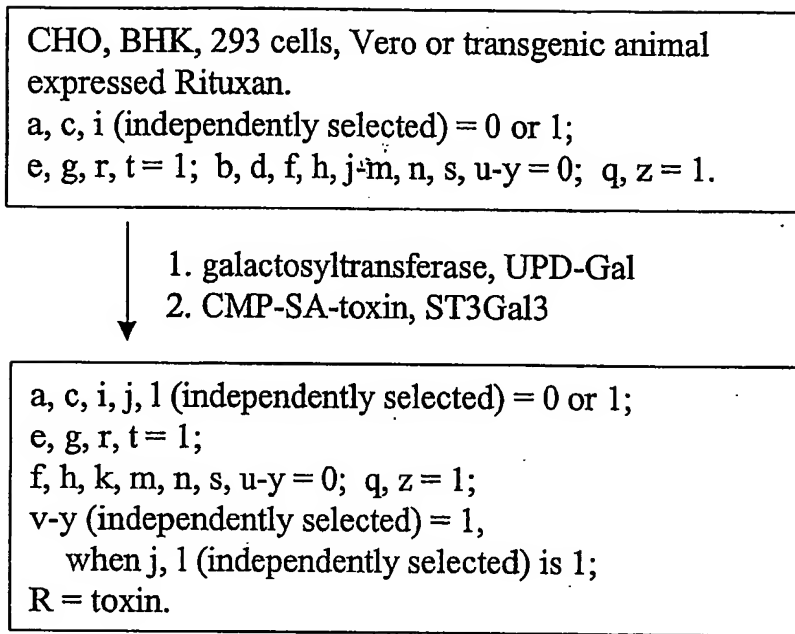 CHO, BHK, 293 cells, Vero or transgenic animal
expressed Rituxan.
a, c, i (independently selected) = 0 or 1;
e, g, r, t = 1; b, d, f, h, j-m, n, s, u-y = 0; q, z = 1.
1. galactosyltransferase, UPD-Gal
2. CMP-SA-toxin, ST3Gal3
a, c, i, j, l (independently selected) = 0 or 1;
e, g, r, t = 1;
f, h, k, m, n, s, u-y = 0; q, z = 1;
v-y (independently selected) = 1,
when j, l (independently selected) is 1;
R = toxin.